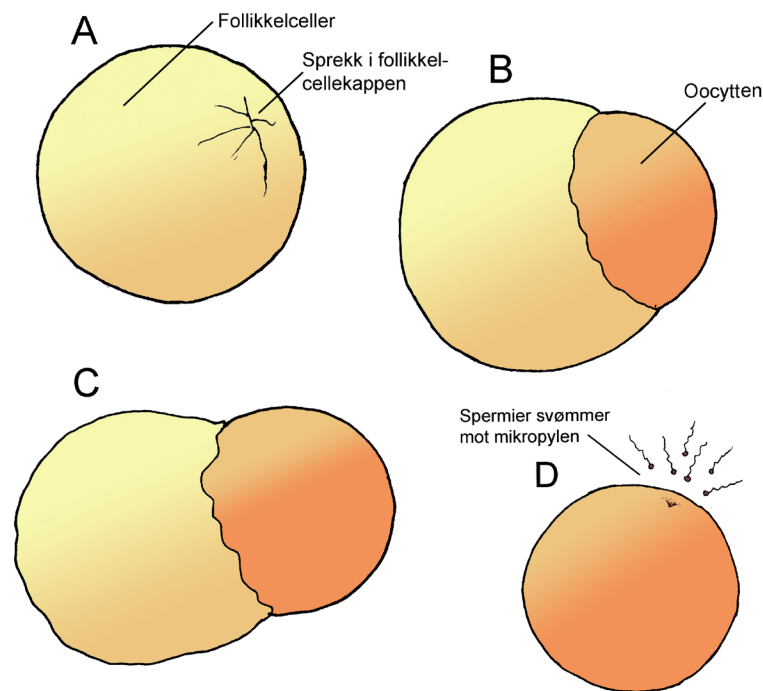 A
Follikkelceller
Sprekk i follikkel-
cellekappen
B
Oocytten
C
Spermier svømmer
mot mikropylen
D